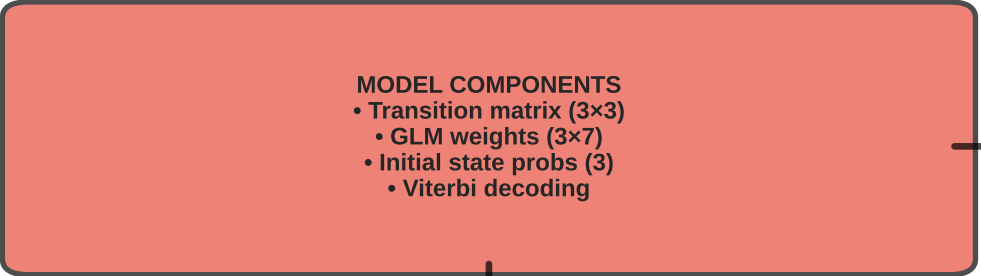 MODEL COMPONENTS
• Transition matrix (3×3)
• GLM weights (3×7)
• Initial state probs (3)
• Viterbi decoding